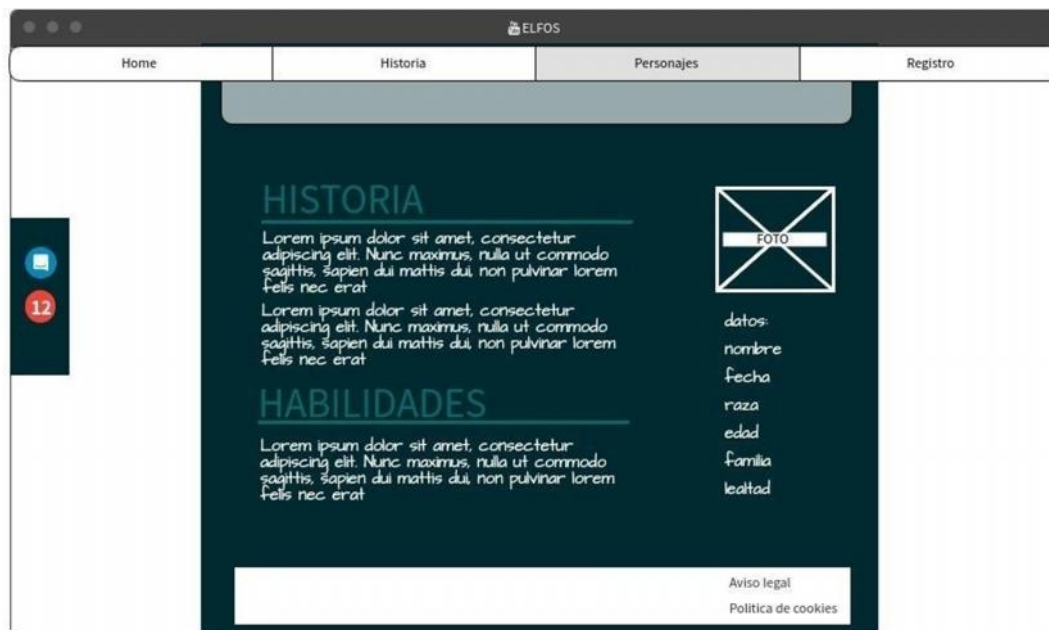 ELFOS
Home
Historia
Personajes
Registro
HISTORIA
Lorem ipsum dolor sit amet, consectetur
adipiscing elit. Nunc maximus, nulla ut commodo
sagittis, sapien dui mattis dui, non pulvinar lorem
felis nec erat
Lorem ipsum dolor sit amet, consectetur
adipiscing elit. Nunc maximus, nulla ut commodo
sagittis, sapien dui mattis dui, non pulvinar lorem
felis nec erat
HABILIDADES
Lorem ipsum dolor sit amet, consectetur
adipiscing elit. Nunc maximus, nulla ut commodo
sagittis, sapien dui mattis dui, non pulvinar lorem
felis nec erat
FOTO
datos:
nombre
fecha
raza
edad
familia
lealtad
12
Aviso legal
Politica de cookies